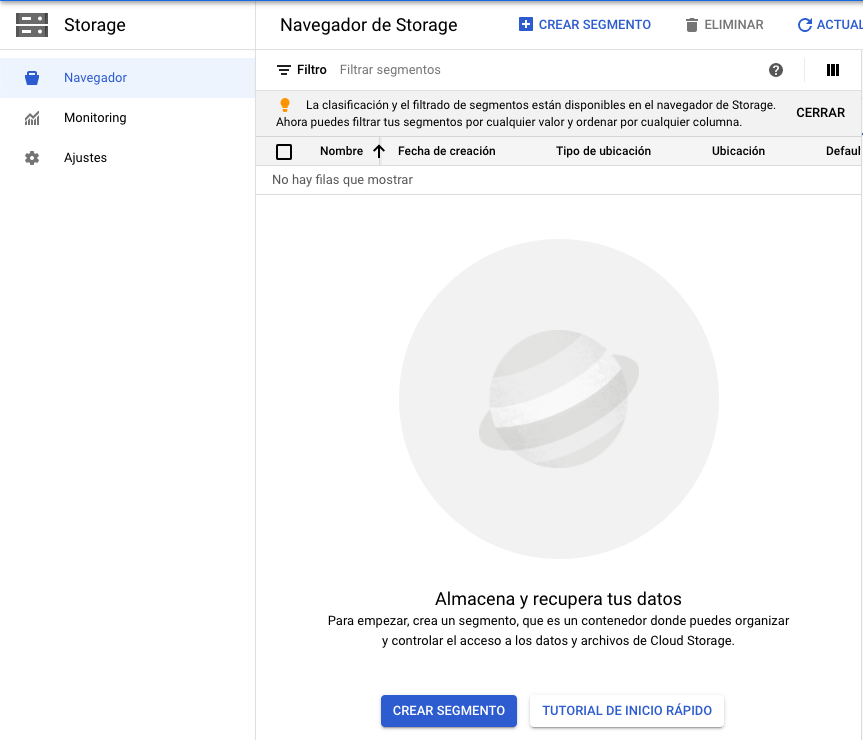 Storage
Navegador de Storage
CREAR SEGMENTO
ELIMINAR
ACTUAL
Navegador
Monitoring
Ajustes
Filtro Filtrar segmentos
La clasificación y el filtrado de segmentos están disponibles en el navegador de Storage.
Ahora puedes filtrar tus segmentos por cualquier valor y ordenar por cualquier columna.
CERRAR
Nombre Fecha de creación Tipo de ubicación Ubicación Defaul
No hay filas que mostrar
Almacena y recupera tus datos
Para empezar, crea un segmento, que es un contenedor donde puedes organizar
y controlar el acceso a los datos y archivos de Cloud Storage.
CREAR SEGMENTO
TUTORIAL DE INICIO RÁPIDO